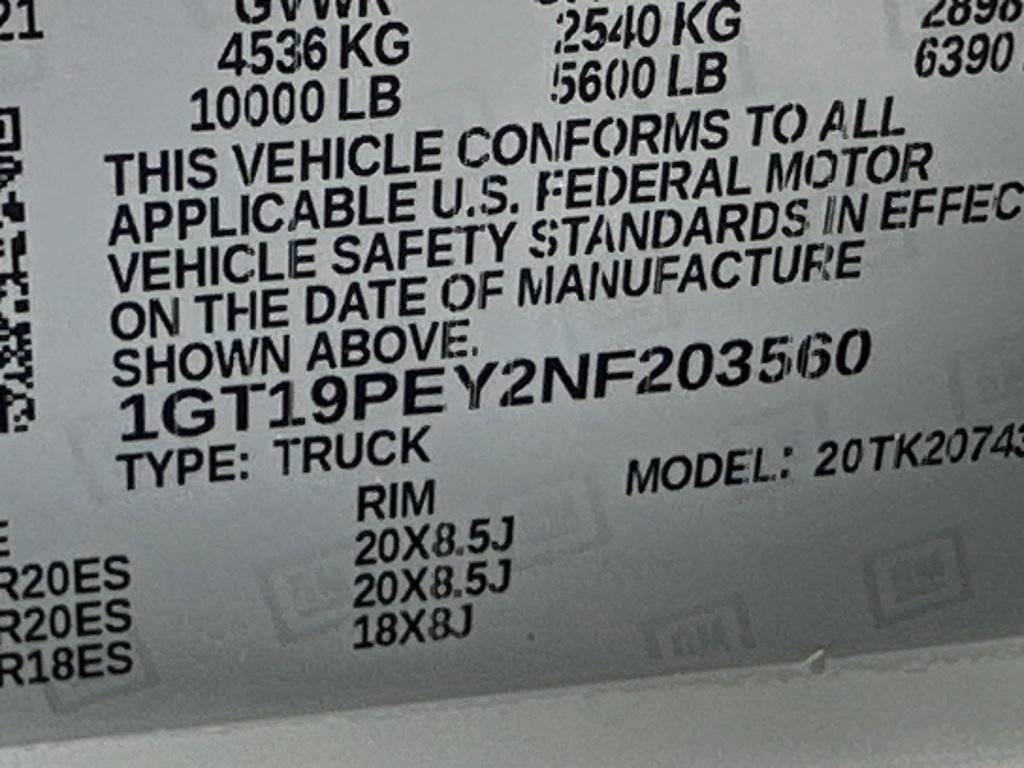 21 GVWR 2898
4536 KG 2540 KG 6390
10000 LB 5600 LB
THIS VEHICLE CONFORMS TO ALL
APPLICABLE U.S. FEDERAL MOTOR
VEHICLE SAFETY STANDARDS IN EFFEC
ON THE DATE OF MANUFACTURE
SHOWN ABOVE.
1GT19PEY2NF203560
TYPE: TRUCK MODEL: 20TK20743
RIM
E 20X8.5J
R20ES 20X8.5J
R20ES 18X8J
R18ES